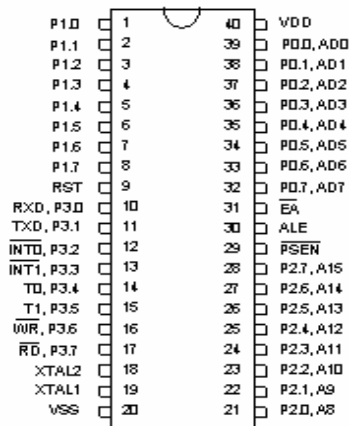 P1.0 1 40 VDD
P1.1 2 39 P0.0, AD0
P1.2 3 38 P0.1, AD1
P1.3 4 37 P0.2, AD2
P1.4 5 36 P0.3, AD3
P1.5 6 35 P0.4, AD4
P1.6 7 34 P0.5, AD5
P1.7 8 33 P0.6, AD6
RST 9 32 P0.7, AD7
RXD, P3.0 10 31 EA
TXD, P3.1 11 30 ALE
INT0, P3.2 12 29 PSEN
INT1, P3.3 13 28 P2.7, A15
T0, P3.4 14 27 P2.6, A14
T1, P3.5 15 26 P2.5, A13
WR, P3.6 16 25 P2.4, A12
RD, P3.7 17 24 P2.3, A11
XTAL2 18 23 P2.2, A10
XTAL1 19 22 P2.1, A9
VSS 20 21 P2.0, A8